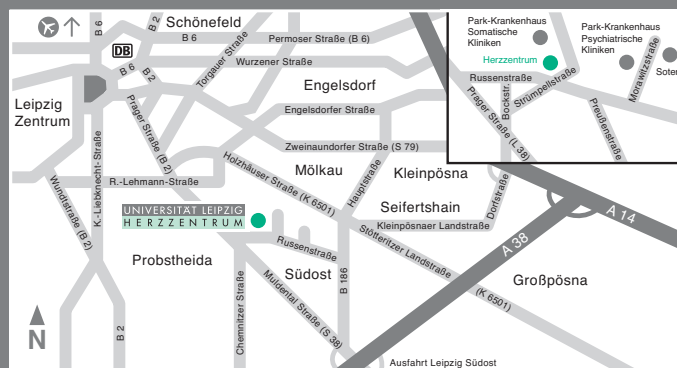 Schönefeld
B 6
B 2
B 6
Permoser Straße (B 6)
DB
Wurzener Straße
Torgauer Straße
B 6
B 2
Engelsdorf
Leipzig
Zentrum
Prager Straße (B 2)
Engelsdorfer Straße
K.-Liebknecht-Straße
Zweinaundorfer Straße (S 79)
Holzhäuser Straße (K 6501)
Mölkau
Kleinpösna
R.-Lehmann-Straße
Hauptstraße
Wundtstraße (B 2)
Seifertshain
Dorfstraße
UNIVERSITÄT LEIPZIG
HERZZENTRUM
Kleinpösnaer Landstraße
A 14
Störtteritzer Landstraße
(K 6501)
A 38
Russenstraße
Probstheida
Südost
B 186
Großpösna
Chemnitzer Straße
Muldental Straße (S 38)
B 2
N
Ausfahrt Leipzig Südost
Park-Krankenhaus
Somatische
Kliniken
Park-Krankenhaus
Psychiatrische
Kliniken
Herzzentrum
Russenstraße
Strümpellstraße
Bockstr.
Morawitzstraße
Soter
Prager Straße (L 38)
Preußenstraße